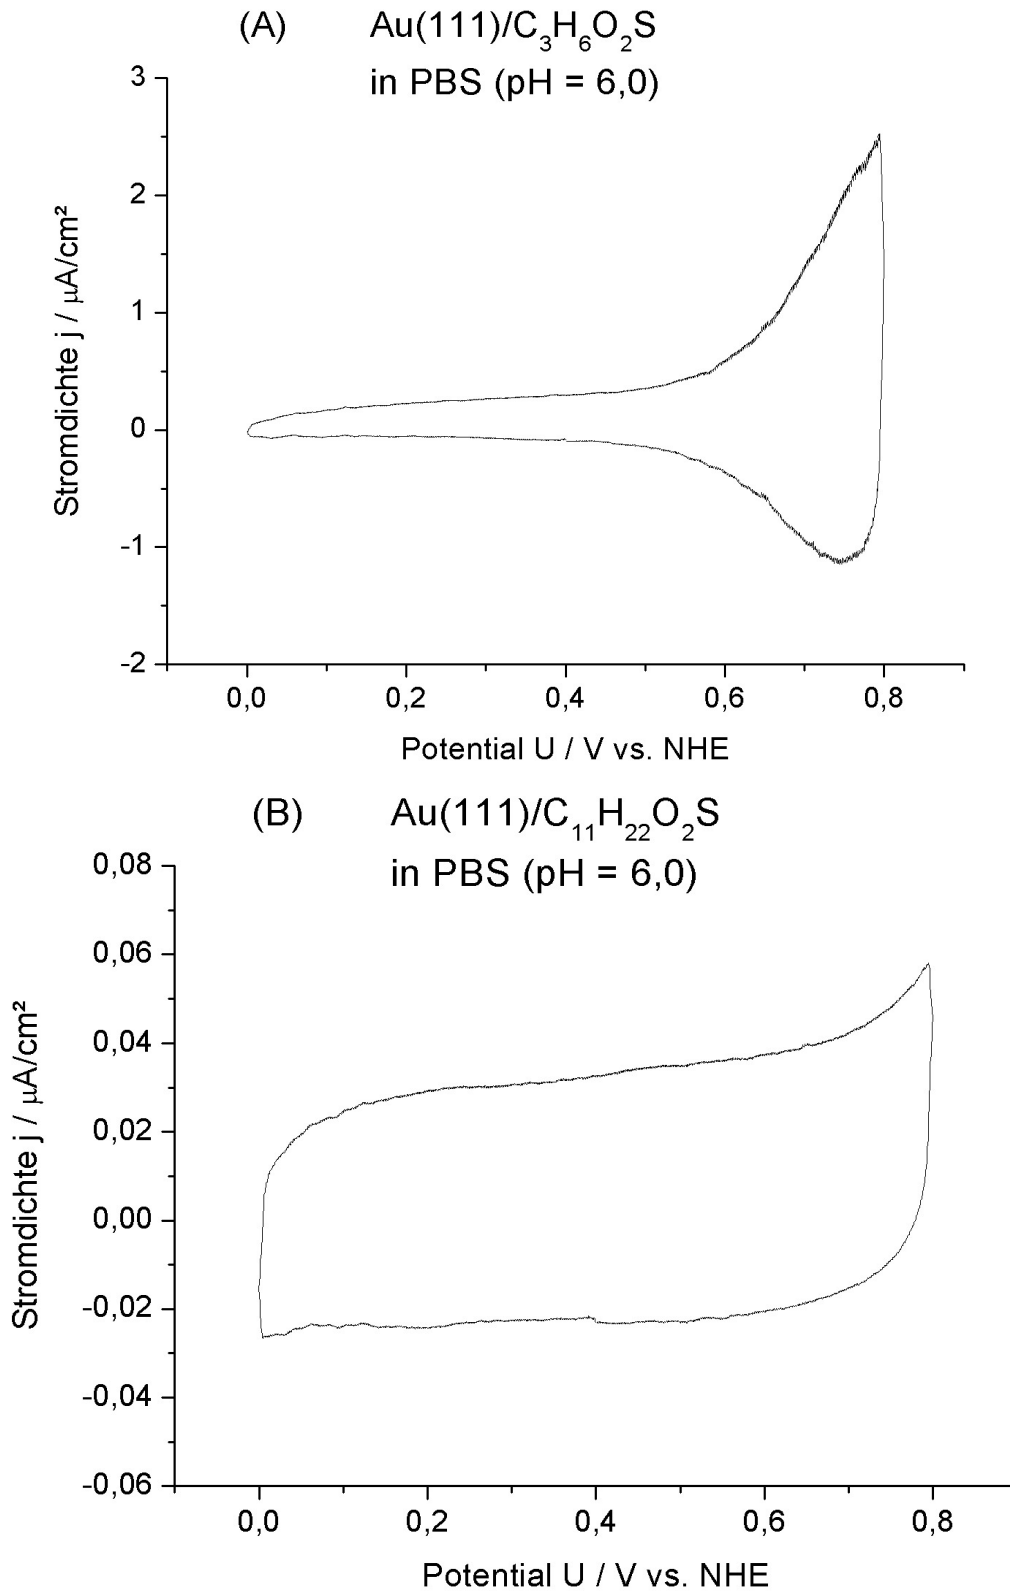 (A) Au(111)/C₃H₆O₂S
in PBS (pH = 6,0)
3
2
1
0
-1
-2
Stromdichte j / µA/cm²
0,0 0,2 0,4 0,6 0,8
Potential U / V vs. NHE
(B) Au(111)/C₁₁H₂₂O₂S
in PBS (pH = 6,0)
0,08
0,06
0,04
0,02
0,00
-0,02
-0,04
-0,06
Stromdichte j / µA/cm²
0,0 0,2 0,4 0,6 0,8
Potential U / V vs. NHE